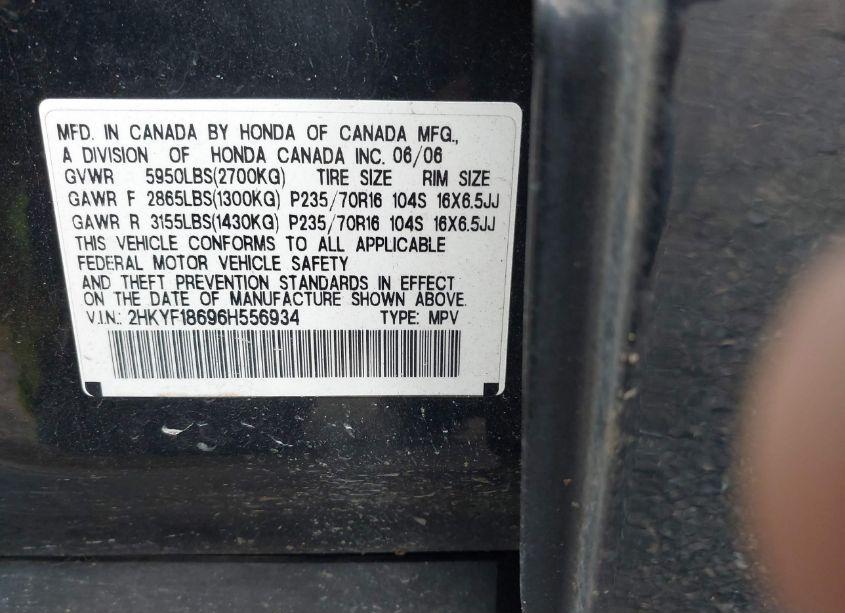 MFD. IN CANADA BY HONDA OF CANADA MFG.,
A DIVISION OF HONDA CANADA INC. 06/06
GVWR 5950LBS(2700KG) TIRE SIZE RIM SIZE
GAWR F 2865LBS(1300KG) P235/70R16 104S 16X6.5JJ
GAWR R 3155LBS(1430KG) P235/70R16 104S 16X6.5JJ
THIS VEHICLE CONFORMS TO ALL APPLICABLE
FEDERAL MOTOR VEHICLE SAFETY
AND THEFT PREVENTION STANDARDS IN EFFECT
ON THE DATE OF MANUFACTURE SHOWN ABOVE.
V.I.N.: 2HKYF18696H556934 TYPE: MPV